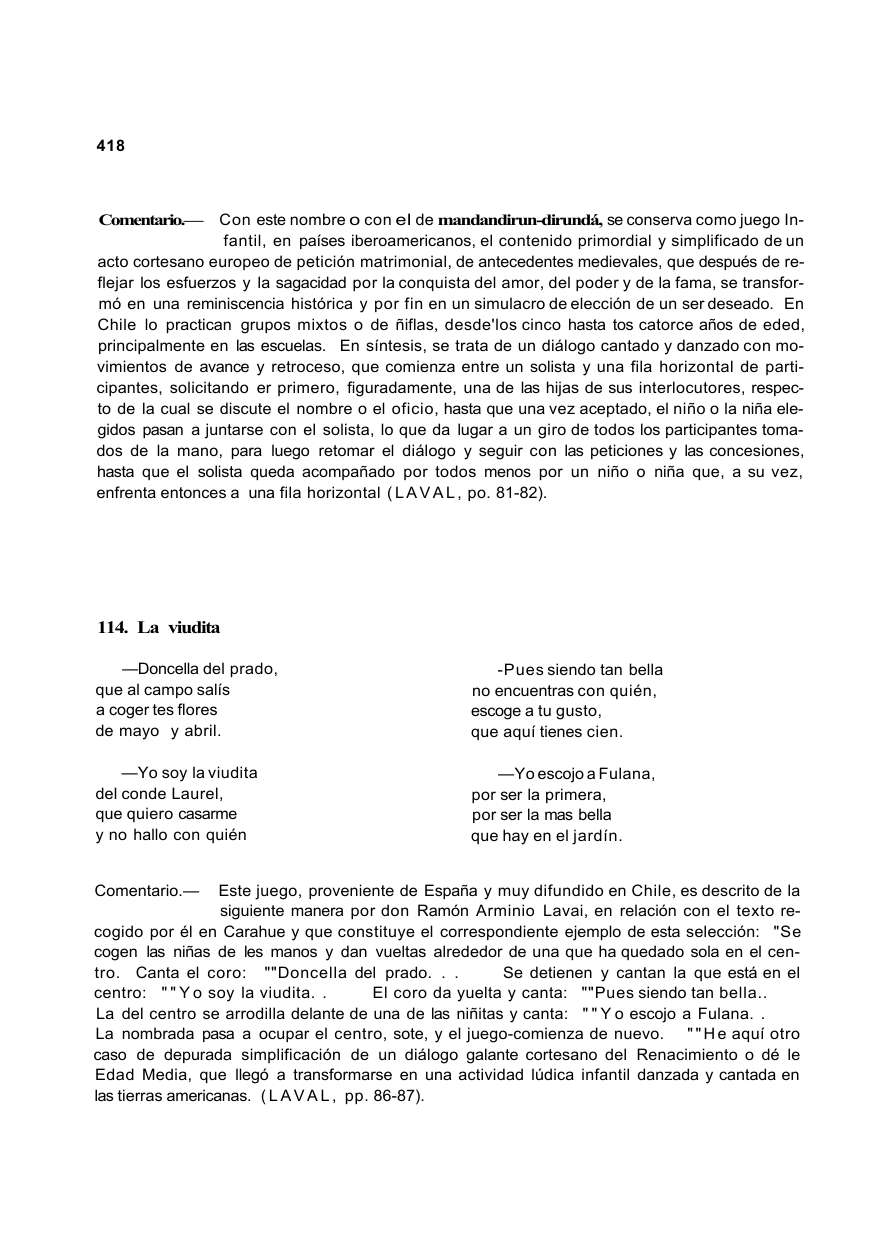 418
Comentario.— Con este nombre o con el de mandandirun-dirundá, se conserva como juego In-
fantil, en países iberoamericanos, el contenido primordial y simplificado de un
acto cortesano europeo de petición matrimonial, de antecedentes medievales, que después de re-
flejar los esfuerzos y la sagacidad por la conquista del amor, del poder y de la fama, se transfor-
mó en una reminiscencia histórica y por fin en un simulacro de elección de un ser deseado. En
Chile lo practican grupos mixtos o de ñiflas, desde'los cinco hasta tos catorce años de eded,
principalmente en las escuelas. En síntesis, se trata de un diálogo cantado y danzado con mo-
vimientos de avance y retroceso, que comienza entre un solista y una fila horizontal de parti-
cipantes, solicitando er primero, figuradamente, una de las hijas de sus interlocutores, respec-
to de la cual se discute el nombre o el oficio, hasta que una vez aceptado, el niño o la niña ele-
gidos pasan a juntarse con el solista, lo que da lugar a un giro de todos los participantes toma-
dos de la mano, para luego retomar el diálogo y seguir con las peticiones y las concesiones,
hasta que el solista queda acompañado por todos menos por un niño o niña que, a su vez,
enfrenta entonces a una fila horizontal (LAVAL, po. 81-82).
114. La viudita
—Doncella del prado,
que al campo salís
a coger tes flores
de mayo y abril.
—Yo soy la viudita
del conde Laurel,
que quiero casarme
y no hallo con quién
-Pues siendo tan bella
no encuentras con quién,
escoge a tu gusto,
que aquí tienes cien.
—Yo escojo a Fulana,
por ser la primera,
por ser la mas bella
que hay en el jardín.
Comentario.— Este juego, proveniente de España y muy difundido en Chile, es descrito de la
siguiente manera por don Ramón Arminio Lavai, en relación con el texto re-
cogido por él en Carahue y que constituye el correspondiente ejemplo de esta selección: "Se
cogen las niñas de les manos y dan vueltas alrededor de una que ha quedado sola en el cen-
tro. Canta el coro: ""Doncella del prado. . . Se detienen y cantan la que está en el
centro: ""Yo soy la viudita. . El coro da yuelta y canta: ""Pues siendo tan bella..
La del centro se arrodilla delante de una de las niñitas y canta: ""Yo escojo a Fulana. .
La nombrada pasa a ocupar el centro, sote, y el juego-comienza de nuevo. ""He aquí otro
caso de depurada simplificación de un diálogo galante cortesano del Renacimiento o dé le
Edad Media, que llegó a transformarse en una actividad lúdica infantil danzada y cantada en
las tierras americanas. (LAVAL, pp. 86-87).